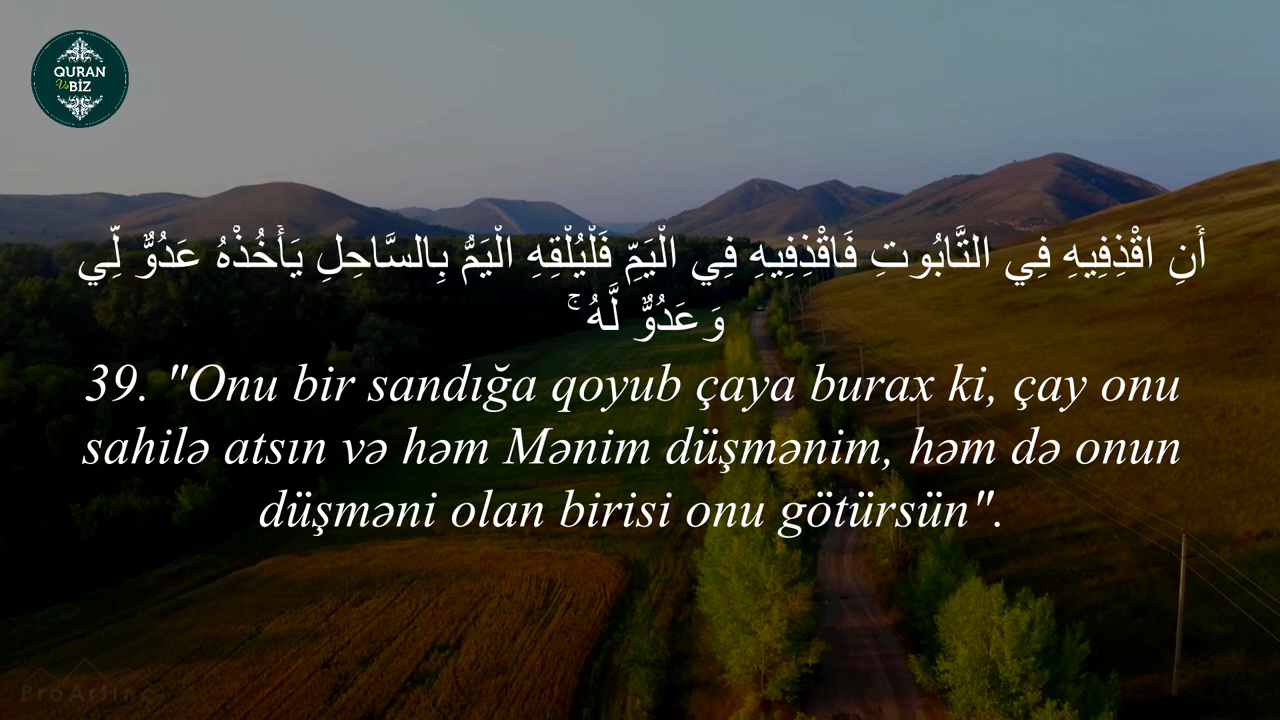 QURAN
Və
BİZ
أَنِ اقْذِفِيهِ فِي التَّابُوتِ فَاقْذِفِيهِ فِي الْيَمِّ فَلْيُلْقِهِ الْيَمُّ بِالسَّاحِلِ يَأْخُذْهُ عَدُوٌّ لِّي
وَعَدُوٌّ لَّهُ ۚ
39. "Onu bir sandığa qoyub çaya burax ki, çay onu
sahilə atsın və həm Mənim düşmənim, həm də onun
düşməni olan birisi onu götürsün".